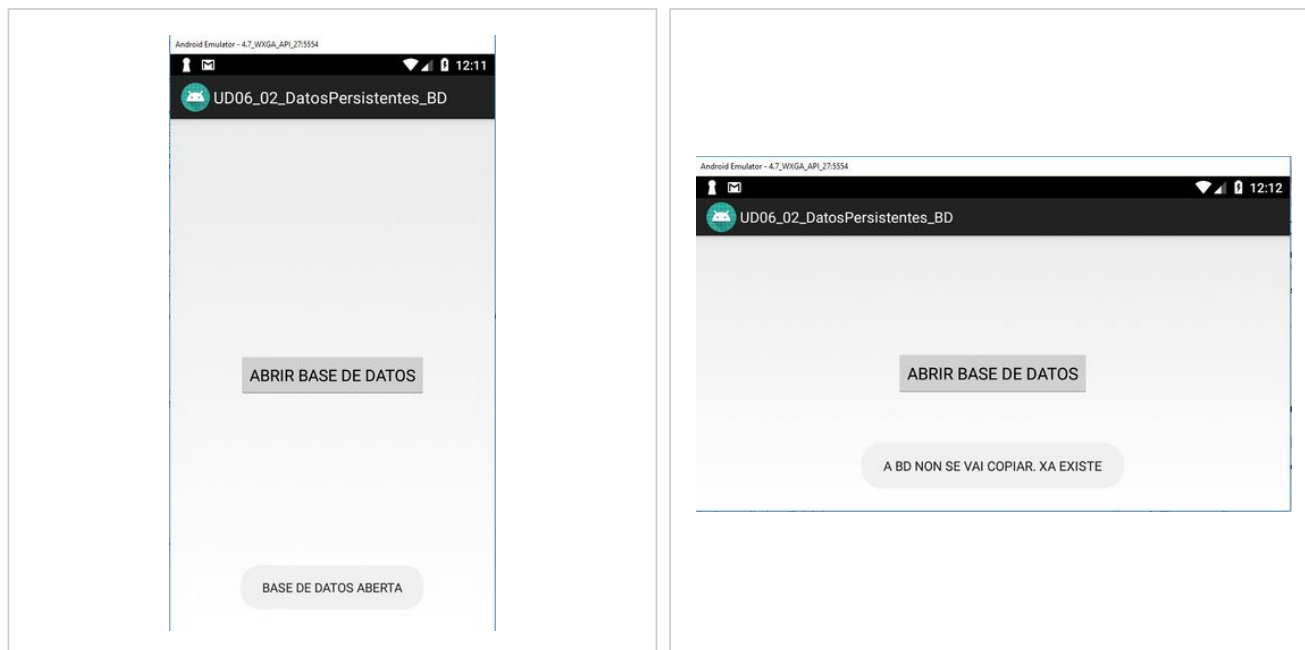 Android Emulator - 4.7_WXGA_API_27:5554
12:11
UD06_02_DatosPersistentes_BD
ABRIR BASE DE DATOS
BASE DE DATOS ABERTA
Android Emulator - 4.7_WXGA_API_27:5554
12:12
UD06_02_DatosPersistentes_BD
ABRIR BASE DE DATOS
A BD NON SE VAI COPIAR. XA EXISTE